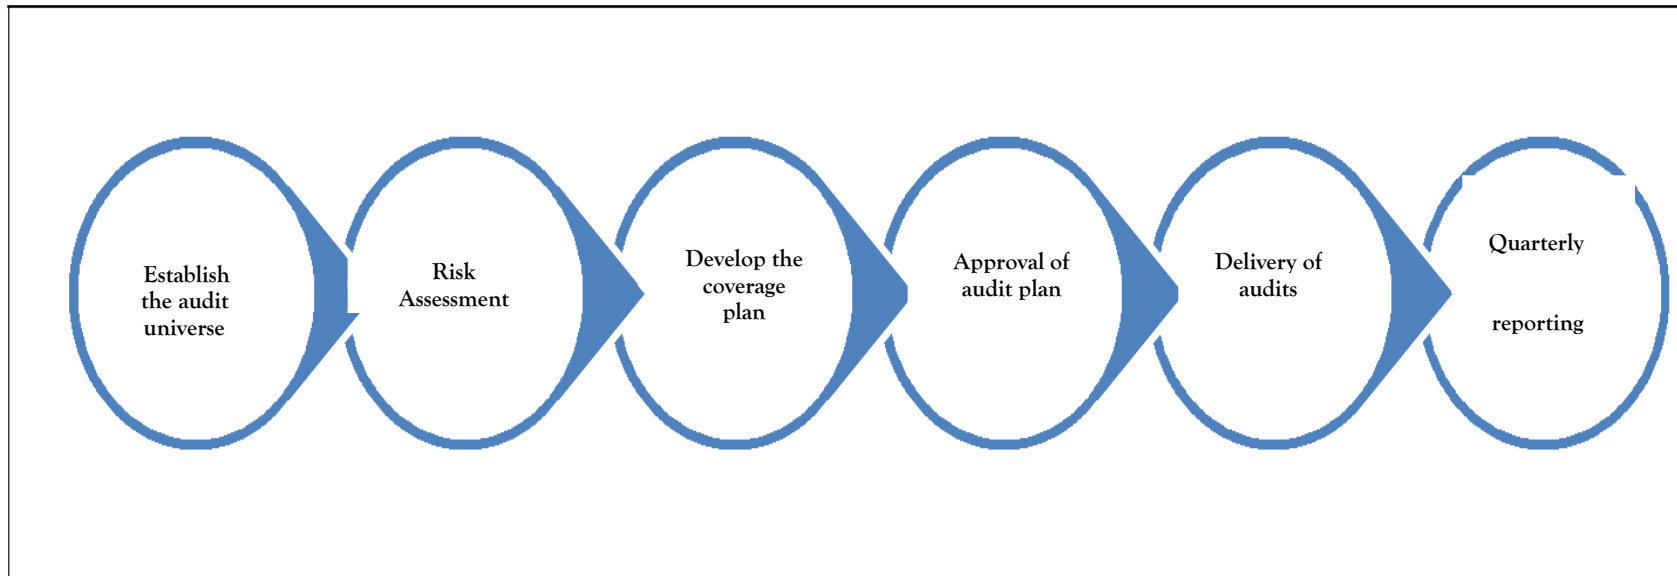 Establish
the audit
universe
Risk
Assessment
Develop the
coverage
plan
Approval of
audit plan
Delivery of
audits
Quarterly
reporting